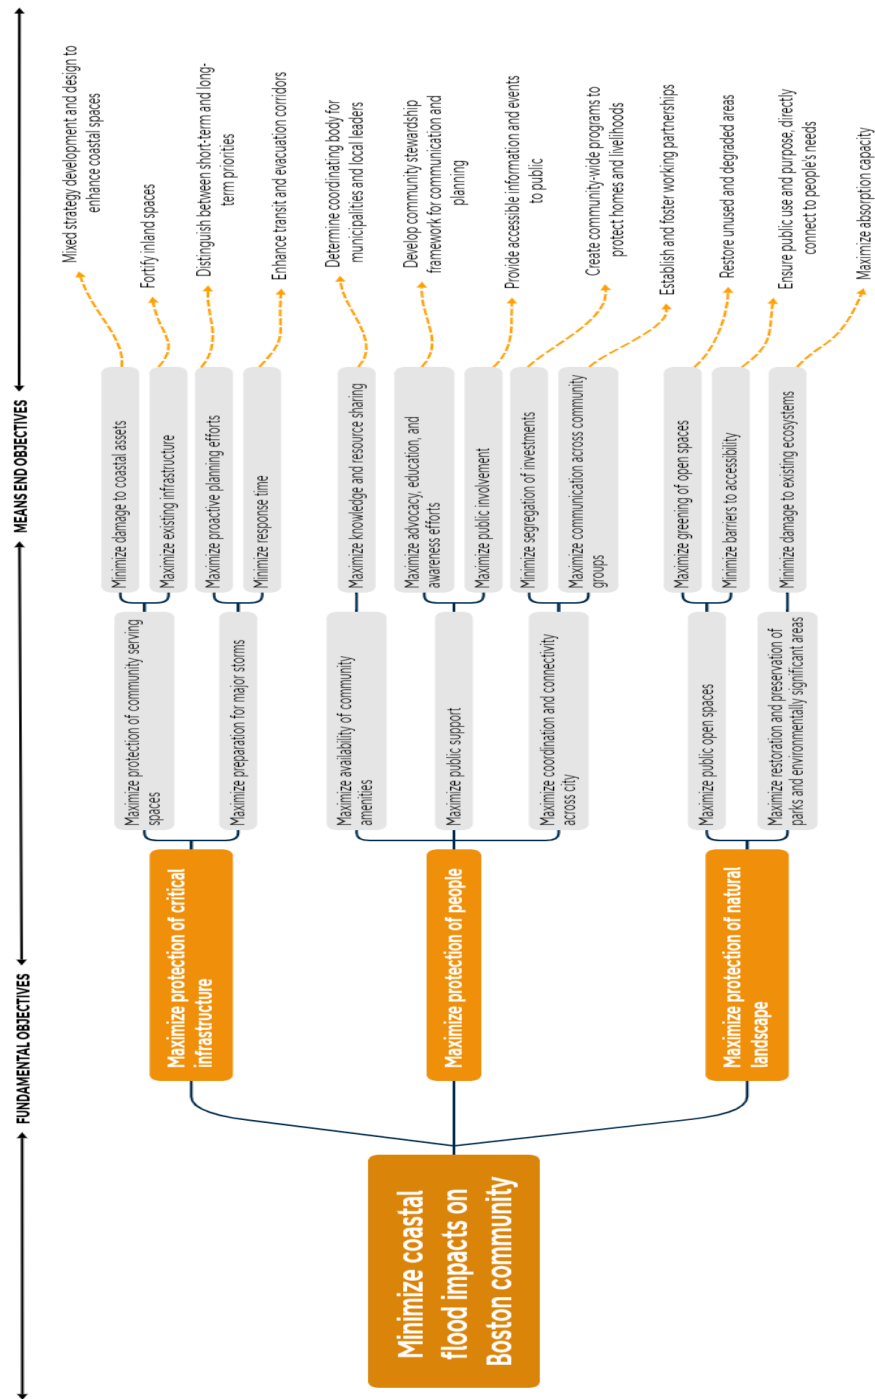 FUNDAMENTAL OBJECTIVES
MEANS END OBJECTIVES
Minimize coastal
flood impacts on
Boston community
Maximize protection of critical
infrastructure
Maximize protection of community serving
spaces
Minimize damage to coastal assets
Mixed strategy development and design to
enhance coastal spaces
Maximize existing infrastructure
Fortify inland spaces
Maximize preparation for major storms
Maximize proactive planning efforts
Distinguish between short-term and long-
term priorities
Minimize response time
Enhance transit and evacuation corridors
Maximize protection of people
Maximize availability of community
amenities
Maximize knowledge and resource sharing
Determine coordinating body for
municipalities and local leaders
Maximize public support
Maximize advocacy, education, and
awareness efforts
Develop community stewardship
framework for communication and
planning
Maximize public involvement
Provide accessible information and events
to public
Maximize coordination and connectivity
across city
Minimize segregation of investments
Create community-wide programs to
protect homes and livelihoods
Maximize communication across community
groups
Establish and foster working partnerships
Maximize protection of natural
landscape
Maximize public open spaces
Maximize greening of open spaces
Restore unused and degraded areas
Minimize barriers to accessibility
Ensure public use and purpose, directly
connect to people's needs
Maximize restoration and preservation of
parks and environmentally significant areas
Minimize damage to existing ecosystems
Maximize absorption capacity